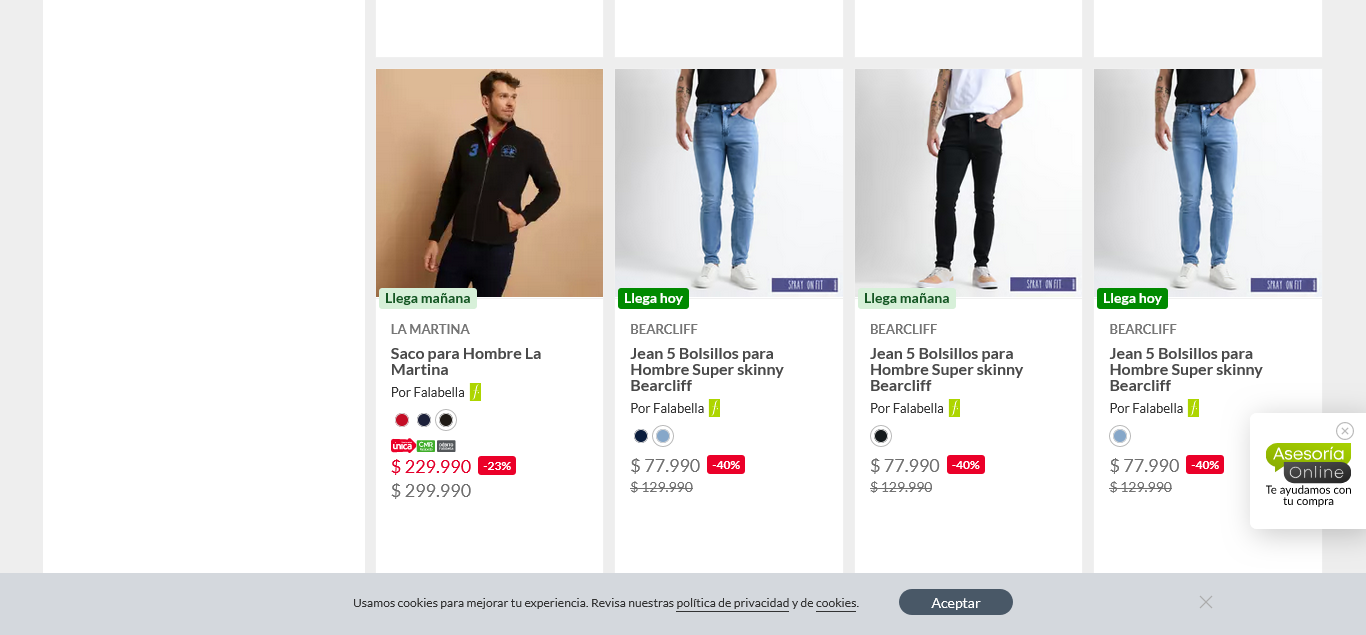 3
SPRAY ON FIT
SPRAY ON FIT
SPRAY ON FIT
Llega mañana
Llega hoy
Llega mañana
Llega hoy
LA MARTINA
Saco para Hombre La
Martina
Por Falabella
única
CMR
$ 229.990 -23%
$ 299.990
BEARCLIFF
Jean 5 Bolsillos para
Hombre Super skinny
Bearcliff
Por Falabella
$ 77.990 -40%
$ 129.990
BEARCLIFF
Jean 5 Bolsillos para
Hombre Super skinny
Bearcliff
Por Falabella
$ 77.990 -40%
$ 129.990
BEARCLIFF
Jean 5 Bolsillos para
Hombre Super skinny
Bearcliff
Por Falabella
$ 77.990 -40%
$ 129.990
Asesoría
Online
Te ayudamos con
tu compra
Usamos cookies para mejorar tu experiencia. Revisa nuestras política de privacidad y de cookies.
Aceptar